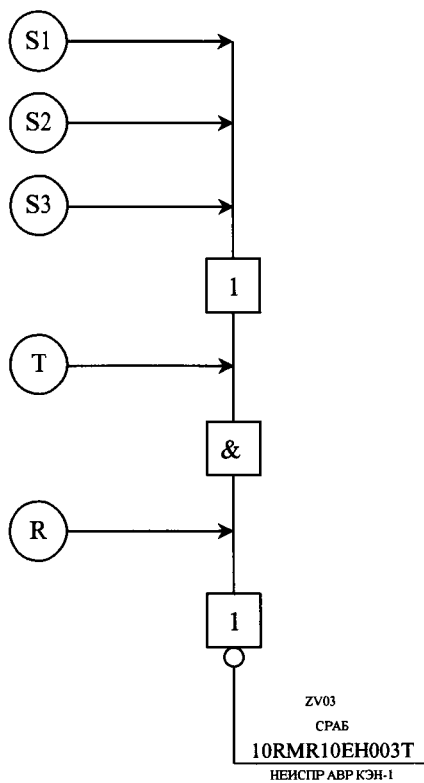 S1
S2
S3
1
T
&
R
1
ZV03
СРАБ
10RMR10EH003T
НЕИСПР АВР КЭН-1